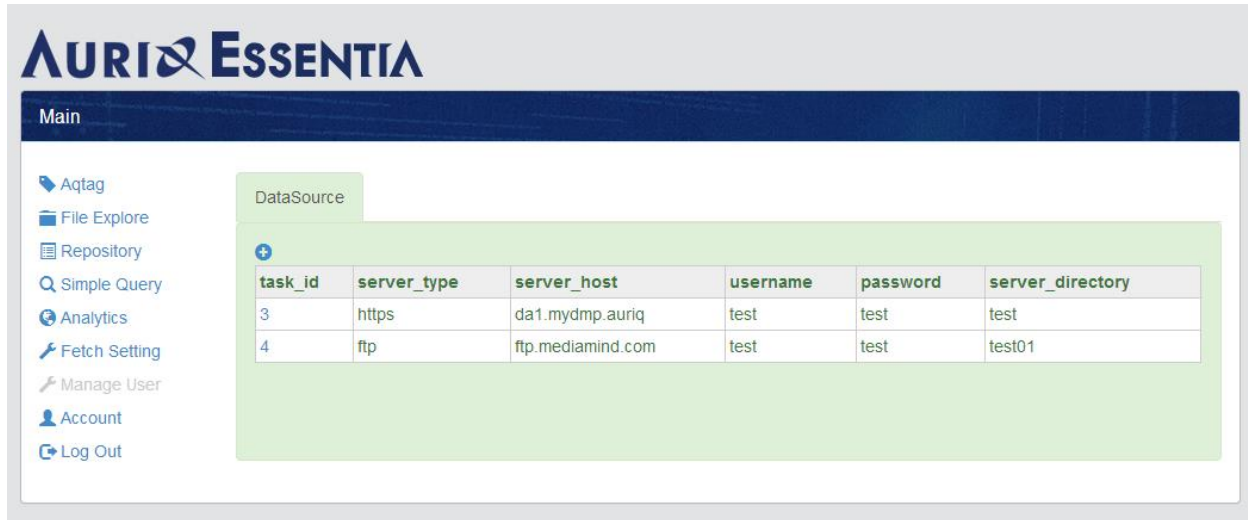 AURIQ ESSENTIA
Main
Aqtag
File Explore
Repository
Simple Query
Analytics
Fetch Setting
Manage User
Account
Log Out
DataSource
task_id server_type server_host username password server_directory
3 https da1.mydmp.auriq test test test
4 ftp ftp.mediamind.com test test test01